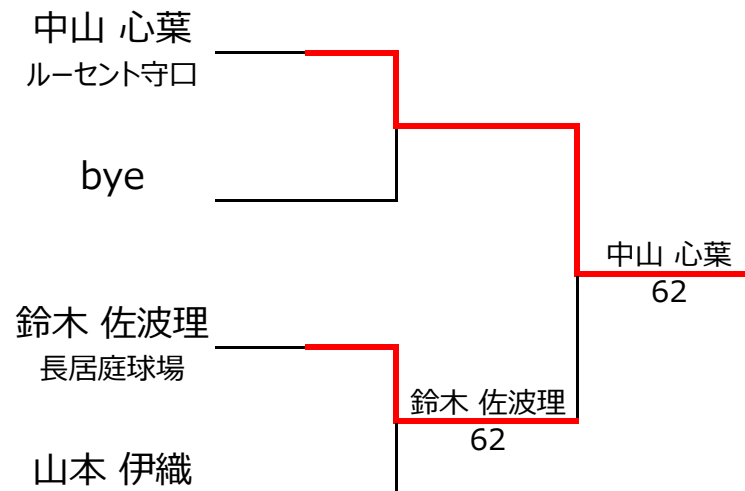 中山 心葉
ルーセント守口
bye
中山 心葉
62
鈴木 佐波理
長居庭球場
鈴木 佐波理
62
山本 伊織